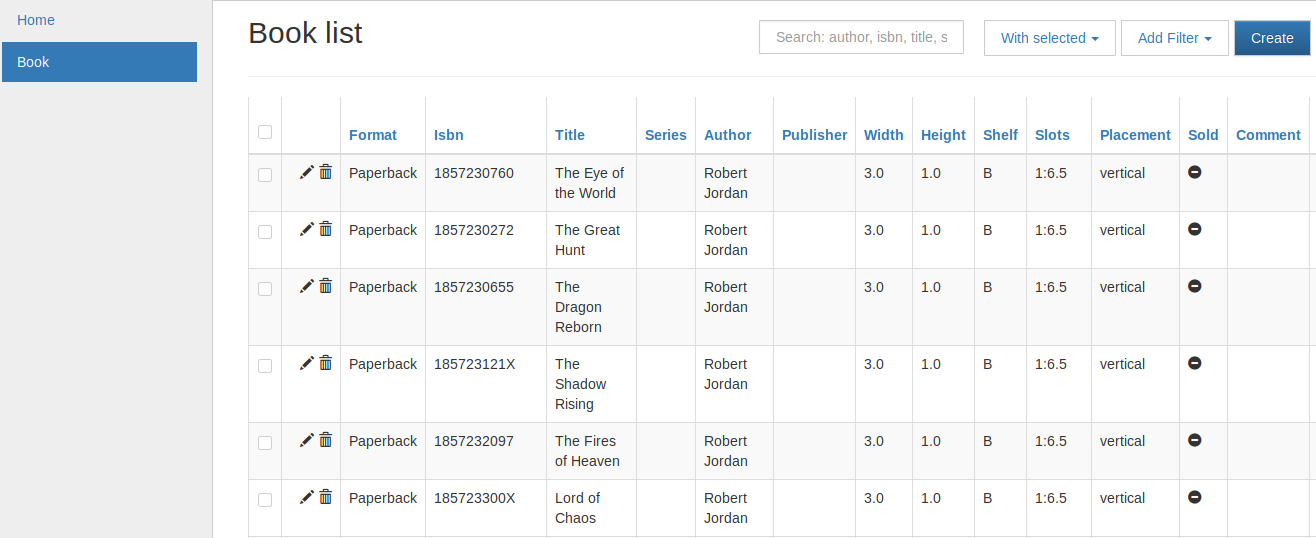 Home
Book
Book list
Search: author, isbn, title, s
With selected
Add Filter
Create
Format Isbn Title Series Author Publisher Width Height Shelf Slots Placement Sold Comment
Paperback 1857230760 The Eye of Robert 3.0 1.0 B 1:6.5 vertical
the World Jordan
Paperback 1857230272 The Great Robert 3.0 1.0 B 1:6.5 vertical
Hunt Jordan
Paperback 1857230655 The Robert 3.0 1.0 B 1:6.5 vertical
Dragon Jordan
Reborn
Paperback 185723121X The Robert 3.0 1.0 B 1:6.5 vertical
Shadow Jordan
Rising
Paperback 1857232097 The Fires Robert 3.0 1.0 B 1:6.5 vertical
of Heaven Jordan
Paperback 185723300X Lord of Robert 3.0 1.0 B 1:6.5 vertical
Chaos Jordan